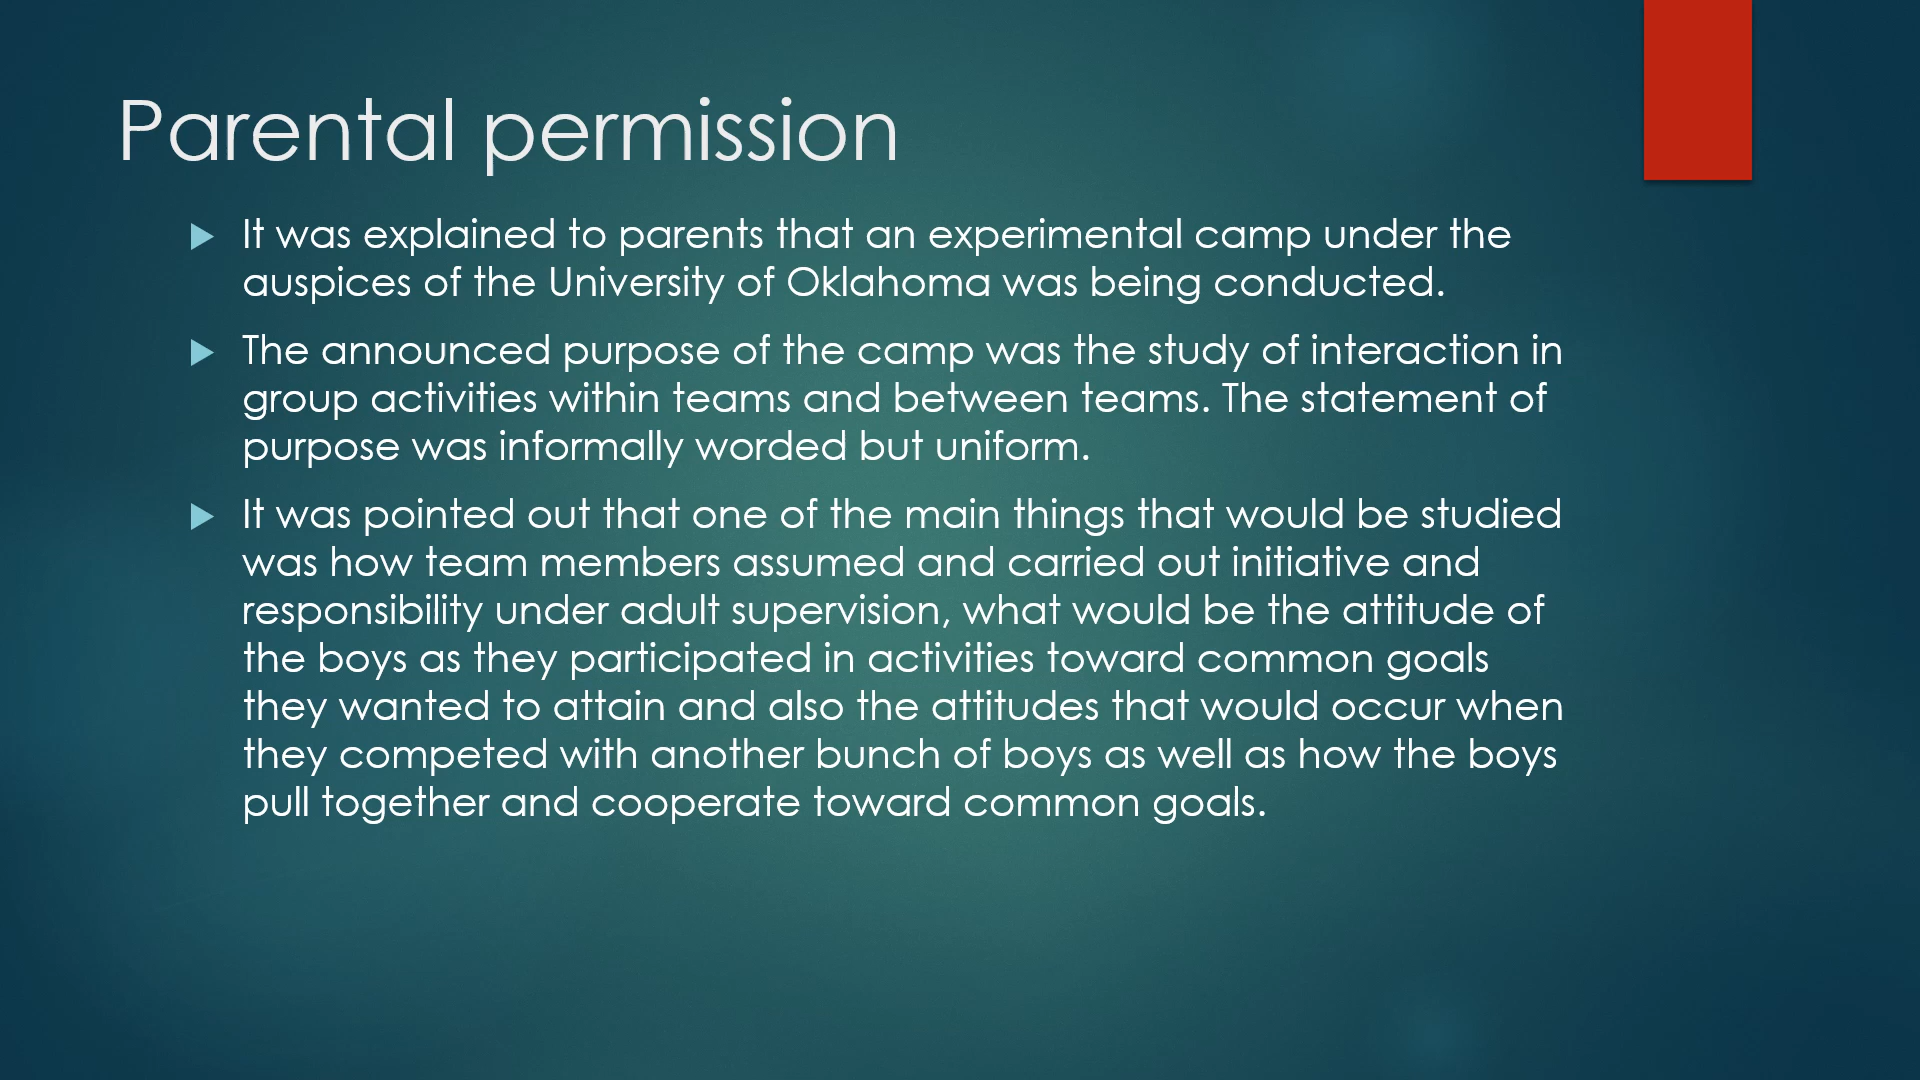 Parental permission
It was explained to parents that an experimental camp under the
auspices of the University of Oklahoma was being conducted.
The announced purpose of the camp was the study of interaction in
group activities within teams and between teams. The statement of
purpose was informally worded but uniform.
It was pointed out that one of the main things that would be studied
was how team members assumed and carried out initiative and
responsibility under adult supervision, what would be the attitude of
the boys as they participated in activities toward common goals
they wanted to attain and also the attitudes that would occur when
they competed with another bunch of boys as well as how the boys
pull together and cooperate toward common goals.